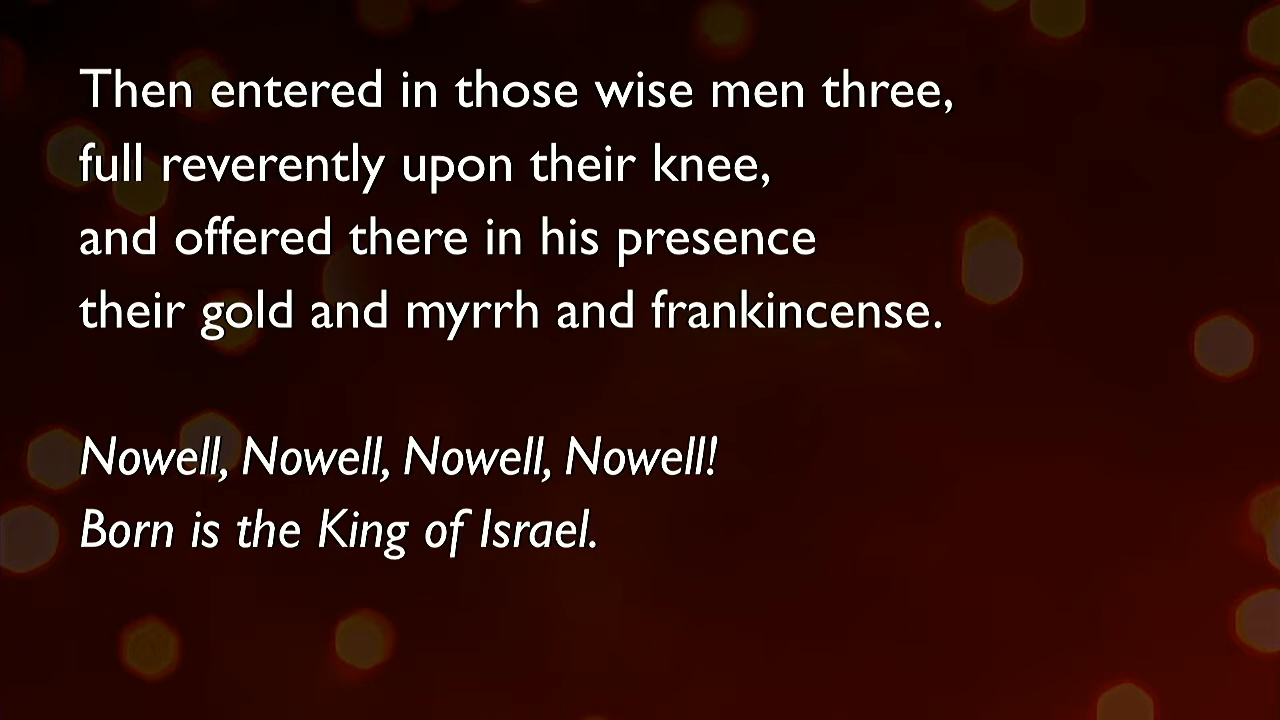 Then entered in those wise men three,
full reverently upon their knee,
and offered there in his presence
their gold and myrrh and frankincense.
Nowell, Nowell, Nowell, Nowell!
Born is the King of Israel.